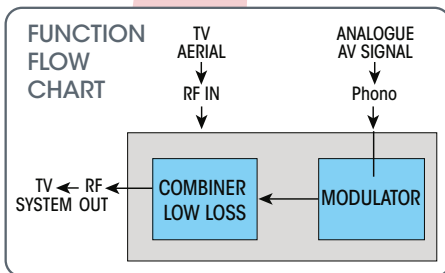 FUNCTION
FLOW
CHART
TV
AERIAL
RF IN
ANALOGUE
AV SIGNAL
Phono
COMBINER
LOW LOSS
MODULATOR
TV RF
SYSTEM OUT